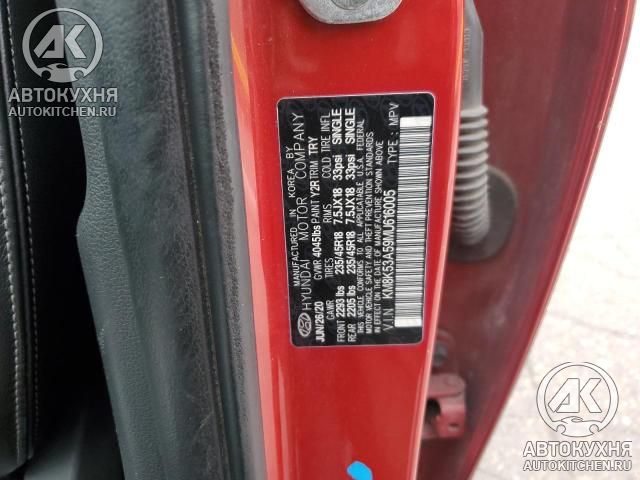 АВТОКУХНЯ
AVTOKITCHEN.RU
MANUFACTURED IN KOREA BY
HYUNDAI MOTOR COMPANY
JUN/26/20 GVWR 4045lbs PAINT Y2R TRIM TRY
GAWR TIRES RIMS COLD TIRE INFL
FRONT 2293 lbs 235/45R18 7.5JX18 33psi SINGLE
REAR 2205 lbs 235/45R18 7.5JX18 33psi SINGLE
THIS VEHICLE CONFORMS TO ALL APPLICABLE U.S.A. FEDERAL
MOTOR VEHICLE SAFETY, BUMPER, AND THEFT PREVENTION STANDARDS
IN EFFECT ON THE DATE OF MANUFACTURE SHOWN ABOVE
V.I.N : KM8K53A59MU616005 TYPE : MPV
АВТОКУХНЯ
AVTOKITCHEN.RU